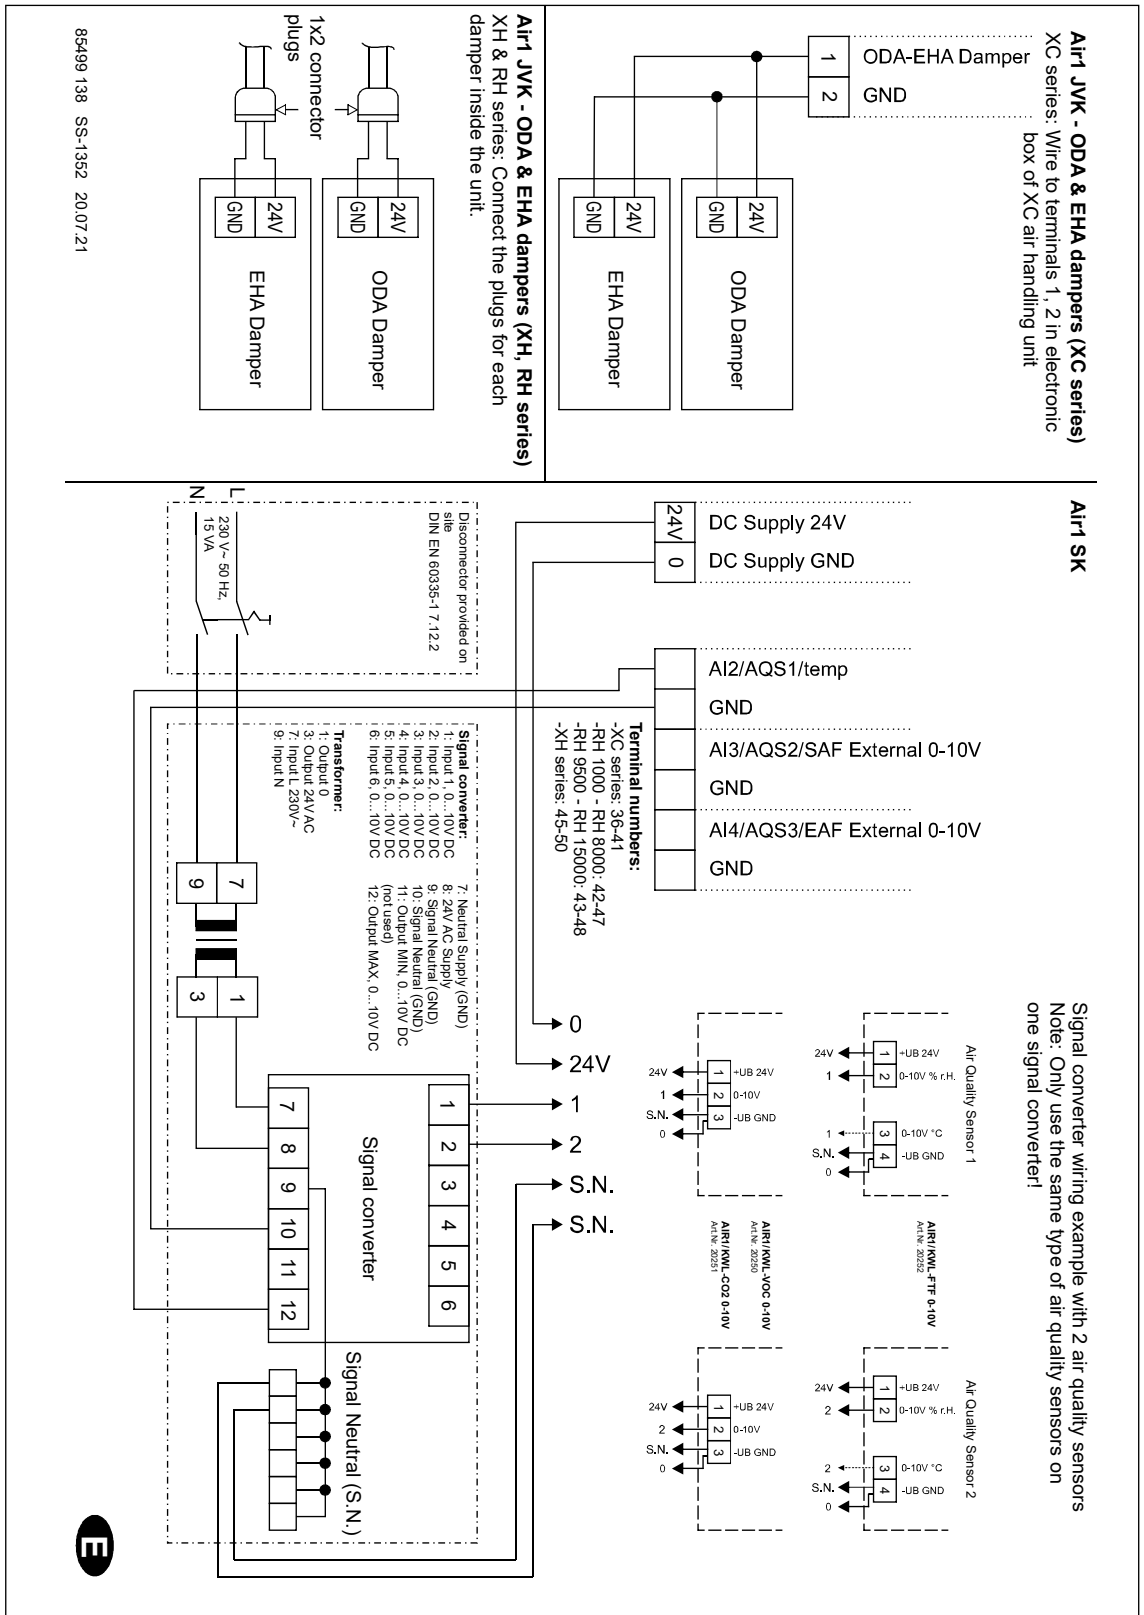 Air1 JVK - ODA & EHA dampers (XC series)
XC series: Wire to terminals 1, 2 in electronic
box of XC air handling unit
1
ODA-EHA Damper
2
GND
24V
GND
ODA Damper
24V
GND
EHA Damper
Air1 JVK - ODA & EHA dampers (XH, RH series)
XH & RH series: Connect the plugs for each
damper inside the unit.
1x2 connector
plugs
24V
GND
ODA Damper
24V
GND
EHA Damper
85499 138 SS-1352 20.07.21
Air1 SK
24V
DC Supply 24V
0
DC Supply GND
AI2/AQS1/temp
GND
AI3/AQS2/SAF External 0-10V
GND
AI4/AQS3/EAF External 0-10V
GND
Terminal numbers:
-XC series: 36-41
-RH 1000 - RH 8000: 42-47
-RH 9500 - RH 15000: 43-48
-XH series: 45-50
Signal converter wiring example with 2 air quality sensors
Note: Only use the same type of air quality sensors on
one signal converter!
Air Quality Sensor 1
24V
1
+UB 24V
1
2
0-10V % r.H.
1
3
0-10V °C
S.N.
4
-UB GND
0
AIR1/KWL-FTF 0-10V
Art.Nr. 20252
Air Quality Sensor 2
24V
1
+UB 24V
2
2
0-10V % r.H.
2
3
0-10V °C
S.N.
4
-UB GND
0
24V
1
+UB 24V
1
2
0-10V
S.N.
3
-UB GND
0
AIR1/KWL-VOC 0-10V
Art.Nr. 20250
AIR1/KWL-CO2 0-10V
Art.Nr. 20251
24V
1
+UB 24V
2
2
0-10V
S.N.
3
-UB GND
0
0
24V
1
2
S.N.
S.N.
Disconnector provided on
site
DIN EN 60335-1 7.12.2
L
N
230 V~ 50 Hz,
15 VA
Signal converter:
1: Input 1, 0...10V DC
2: Input 2, 0...10V DC
3: Input 3, 0...10V DC
4: Input 4, 0...10V DC
5: Input 5, 0...10V DC
6: Input 6, 0...10V DC
7: Neutral Supply (GND)
8: 24V AC Supply
9: Signal Neutral (GND)
10: Signal Neutral (GND)
11: Output MIN, 0...10V DC
(not used)
12: Output MAX, 0...10V DC
Transformer:
1: Output 0
3: Output 24V AC
7: Input L 230V~
9: Input N
7
9
1
3
1
2
3
4
5
6
Signal converter
7
8
9
10
11
12
Signal Neutral (S.N.)
E